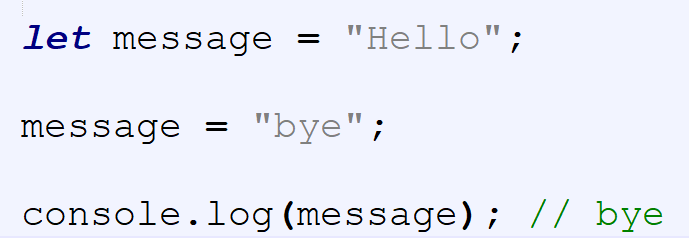 let message = "Hello";
message = "bye";
console.log(message); // bye